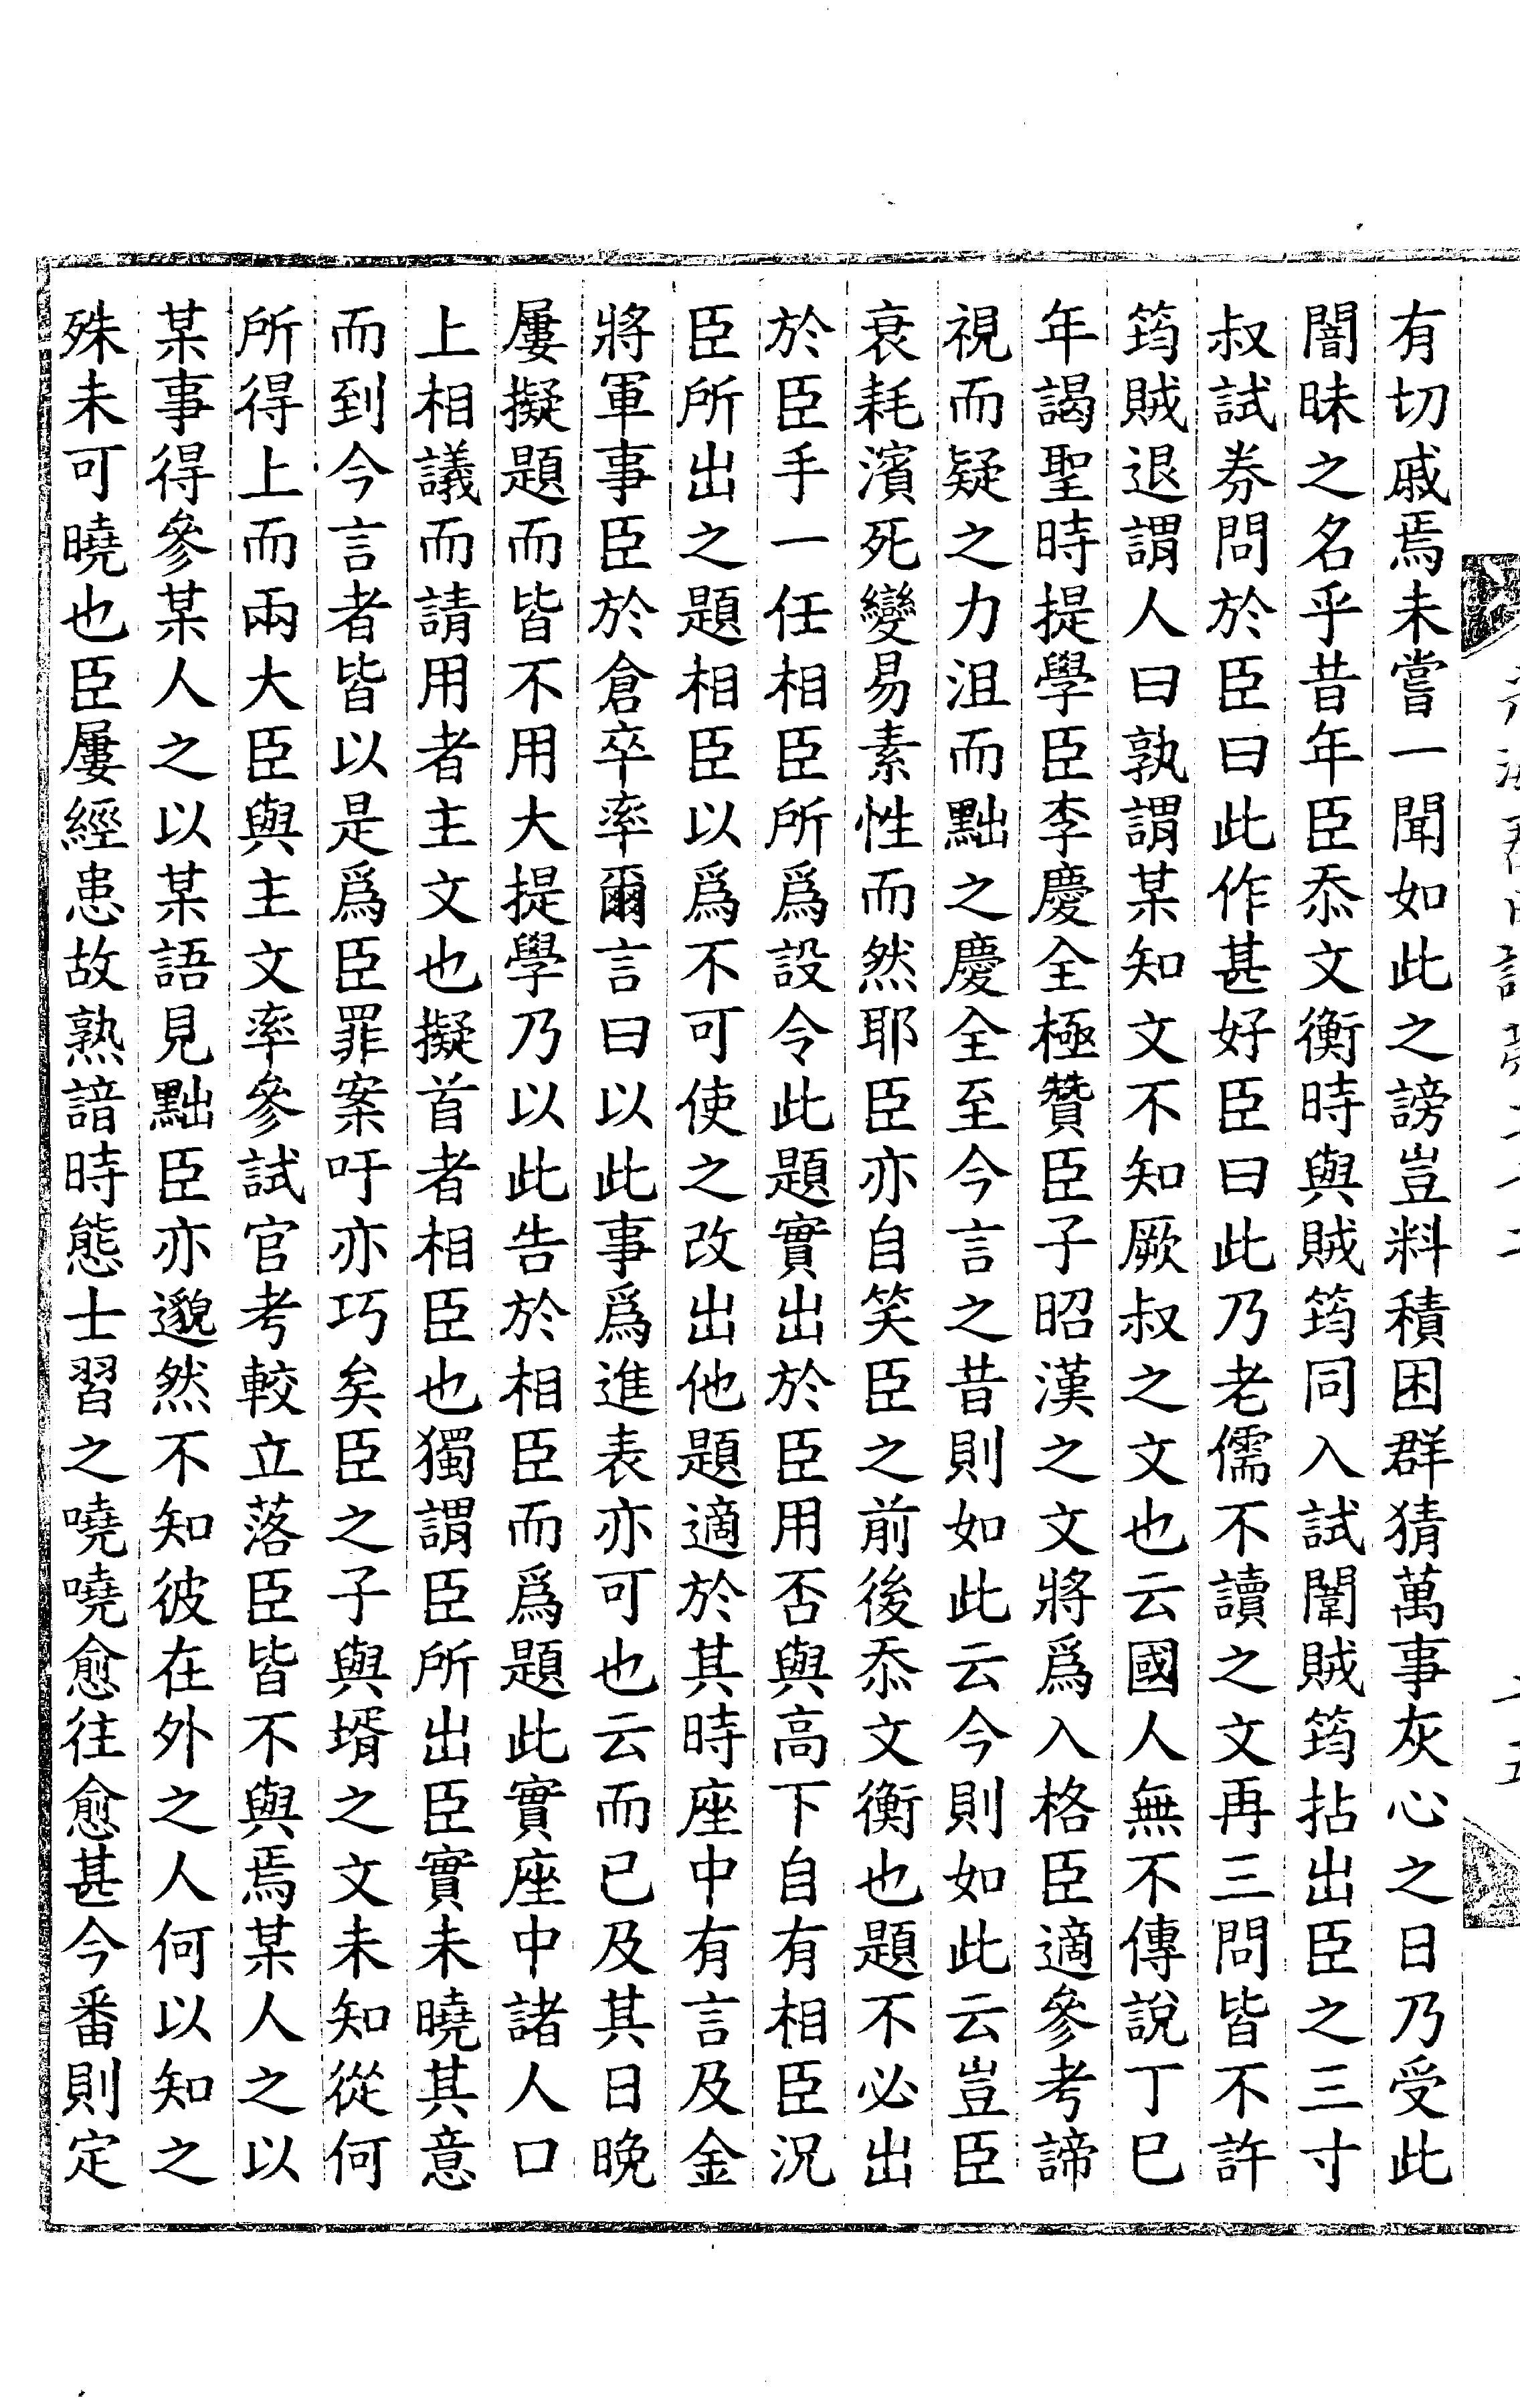 有切戚焉未嘗一聞如此之謗豈料積困群猜萬事灰心之日乃受此
闇昧之名乎昔年臣忝文衡時與賊筠同入試闈賊筠拈出臣之三寸
叔試券問於臣曰此作甚好臣曰此乃老儒不讀之文再三問皆不許
筠賊退謂人曰孰謂某知文不知厥叔之文也云國人無不傳說丁巳
年謁聖時提學臣李慶全極贊臣子昭漢之文將爲入格臣適參考諦
視而疑之力沮而黜之慶全至今言之昔則如此云今則如此云豈臣
衰耗濱死變易素性而然耶臣亦自笑臣之前後忝文衡也題不必出
於臣手一任相臣所爲設令此題實出於臣用否與高下自有相臣況
臣所出之題相臣以爲不可使之改出他題適於其時座中有言及金
將軍事臣於倉卒率爾言曰以此事爲進表亦可也云而已及其日晚
屢擬題而皆不用大提學乃以此告於相臣而爲題此實座中諸人口
上相議而請用者主文也擬首者相臣也獨謂臣所出臣實未曉其意
而到今言者皆以是爲臣罪案吁亦巧矣臣之子與壻之文未知從何
所得上而兩大臣與主文率參試官考較立落臣皆不與焉某人之以
某事得參某人之以某語見黜臣亦邈然不知彼在外之人何以知之
殊未可曉也臣屢經患故熟諳時態士習之嘵嘵愈往愈甚今番則定